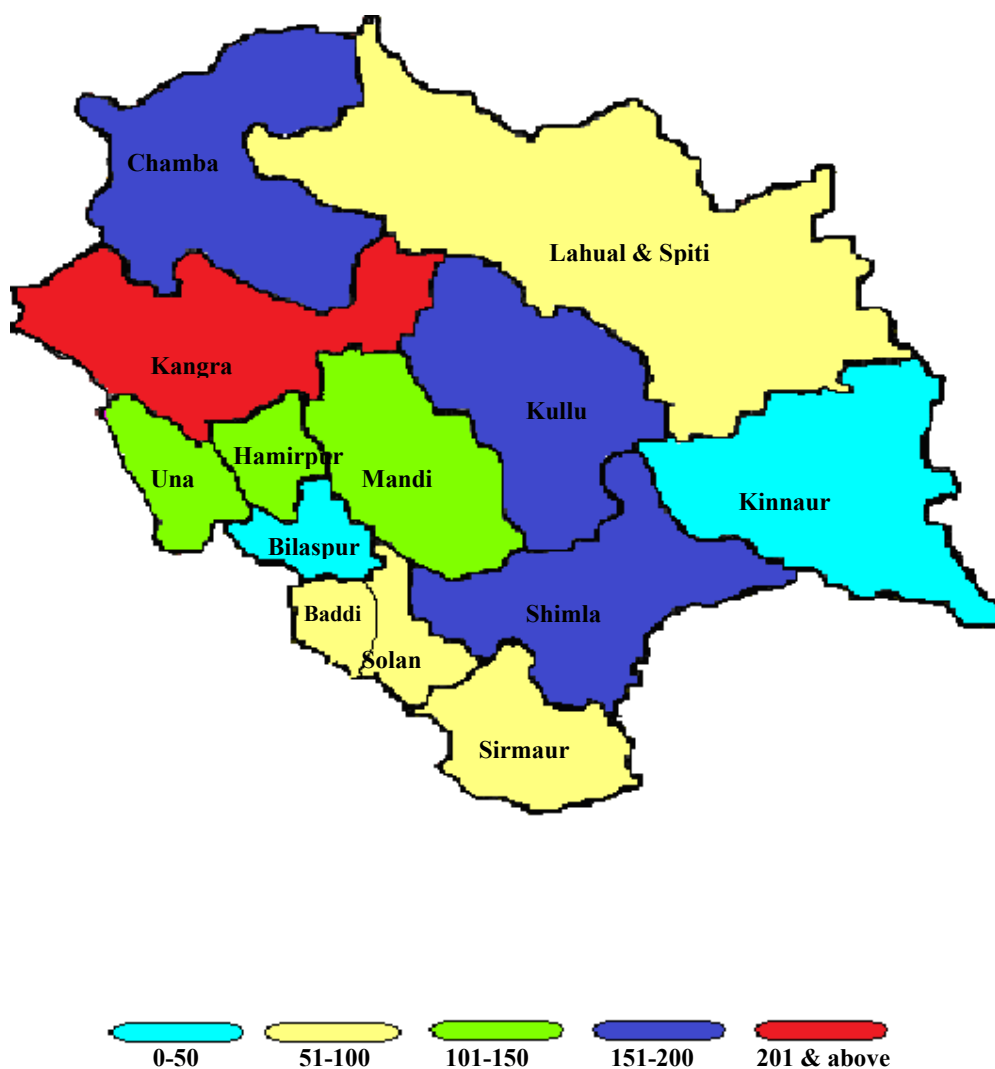 Chamba
Lahual & Spiti
Kangra
Kullu
Hamirpur
Una
Mandi
Kinnaur
Bilaspur
Baddi
Shimla
Solan
Sirmaur
0-50
51-100
101-150
151-200
201 & above